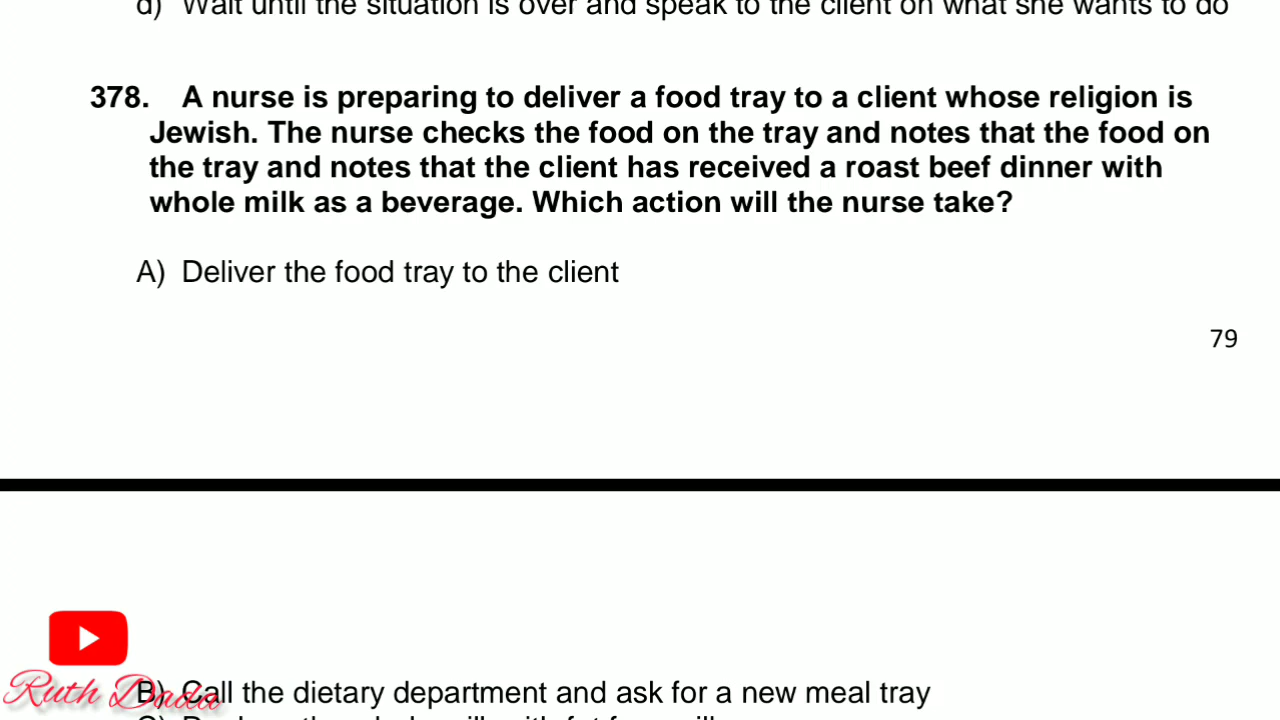 d) Wait until the situation is over and speak to the client on what she wants to do
378. A nurse is preparing to deliver a food tray to a client whose religion is
Jewish. The nurse checks the food on the tray and notes that the food on
the tray and notes that the client has received a roast beef dinner with
whole milk as a beverage. Which action will the nurse take?
A) Deliver the food tray to the client
79
Ruth Dada
B) Call the dietary department and ask for a new meal tray